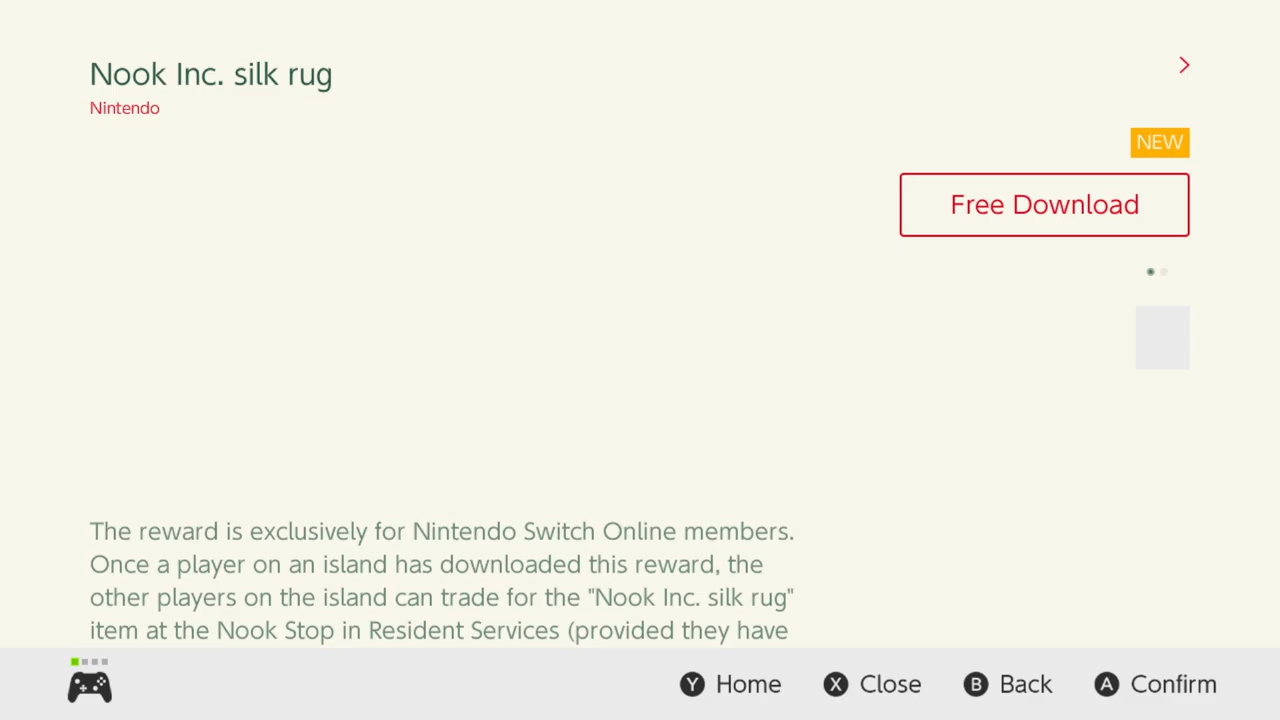 Nook Inc. silk rug
Nintendo
NEW
Free Download
The reward is exclusively for Nintendo Switch Online members.
Once a player on an island has downloaded this reward, the
other players on the island can trade for the "Nook Inc. silk rug"
item at the Nook Stop in Resident Services (provided they have
Y Home X Close B Back A Confirm